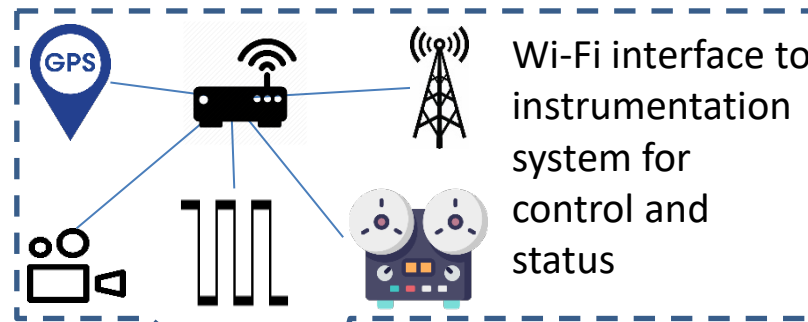 GPS
Wi-Fi interface to
instrumentation
system for
control and
status